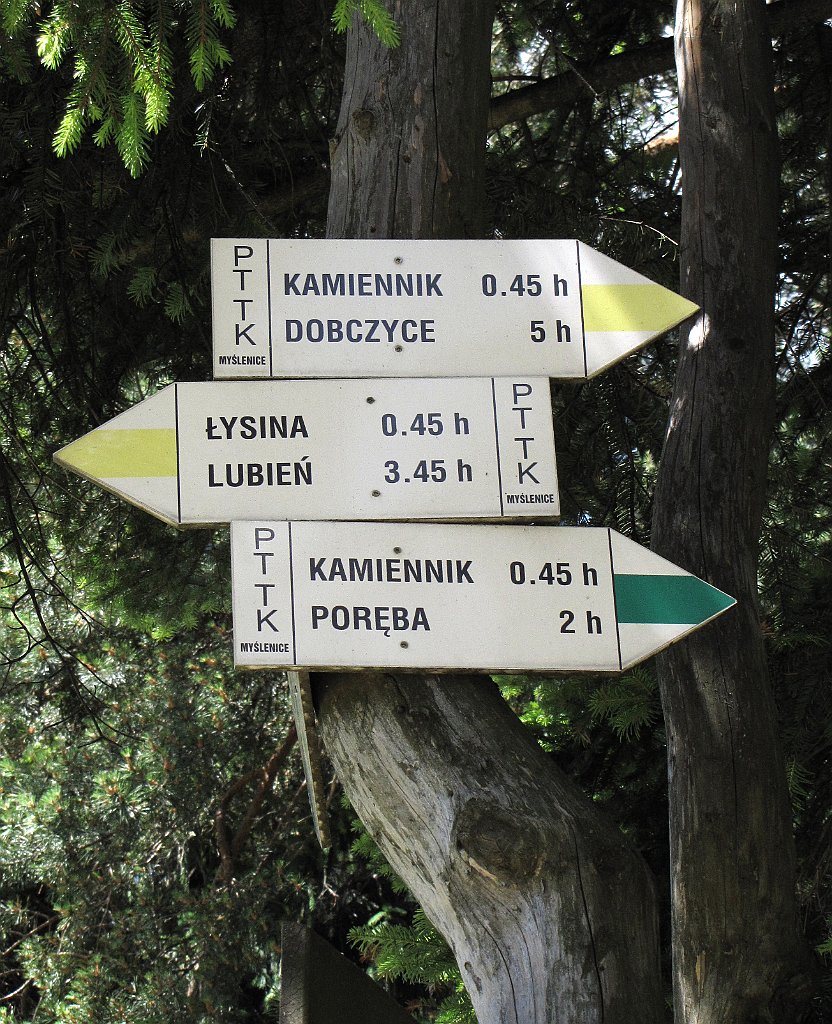 PTTK
MYŚLENICE
KAMIENNIK 0.45 h
DOBCZYCE 5 h
ŁYSINA 0.45 h
LUBIEŃ 3.45 h
PTTK
MYŚLENICE
PTTK
MYŚLENICE
KAMIENNIK 0.45 h
PORĘBA 2 h